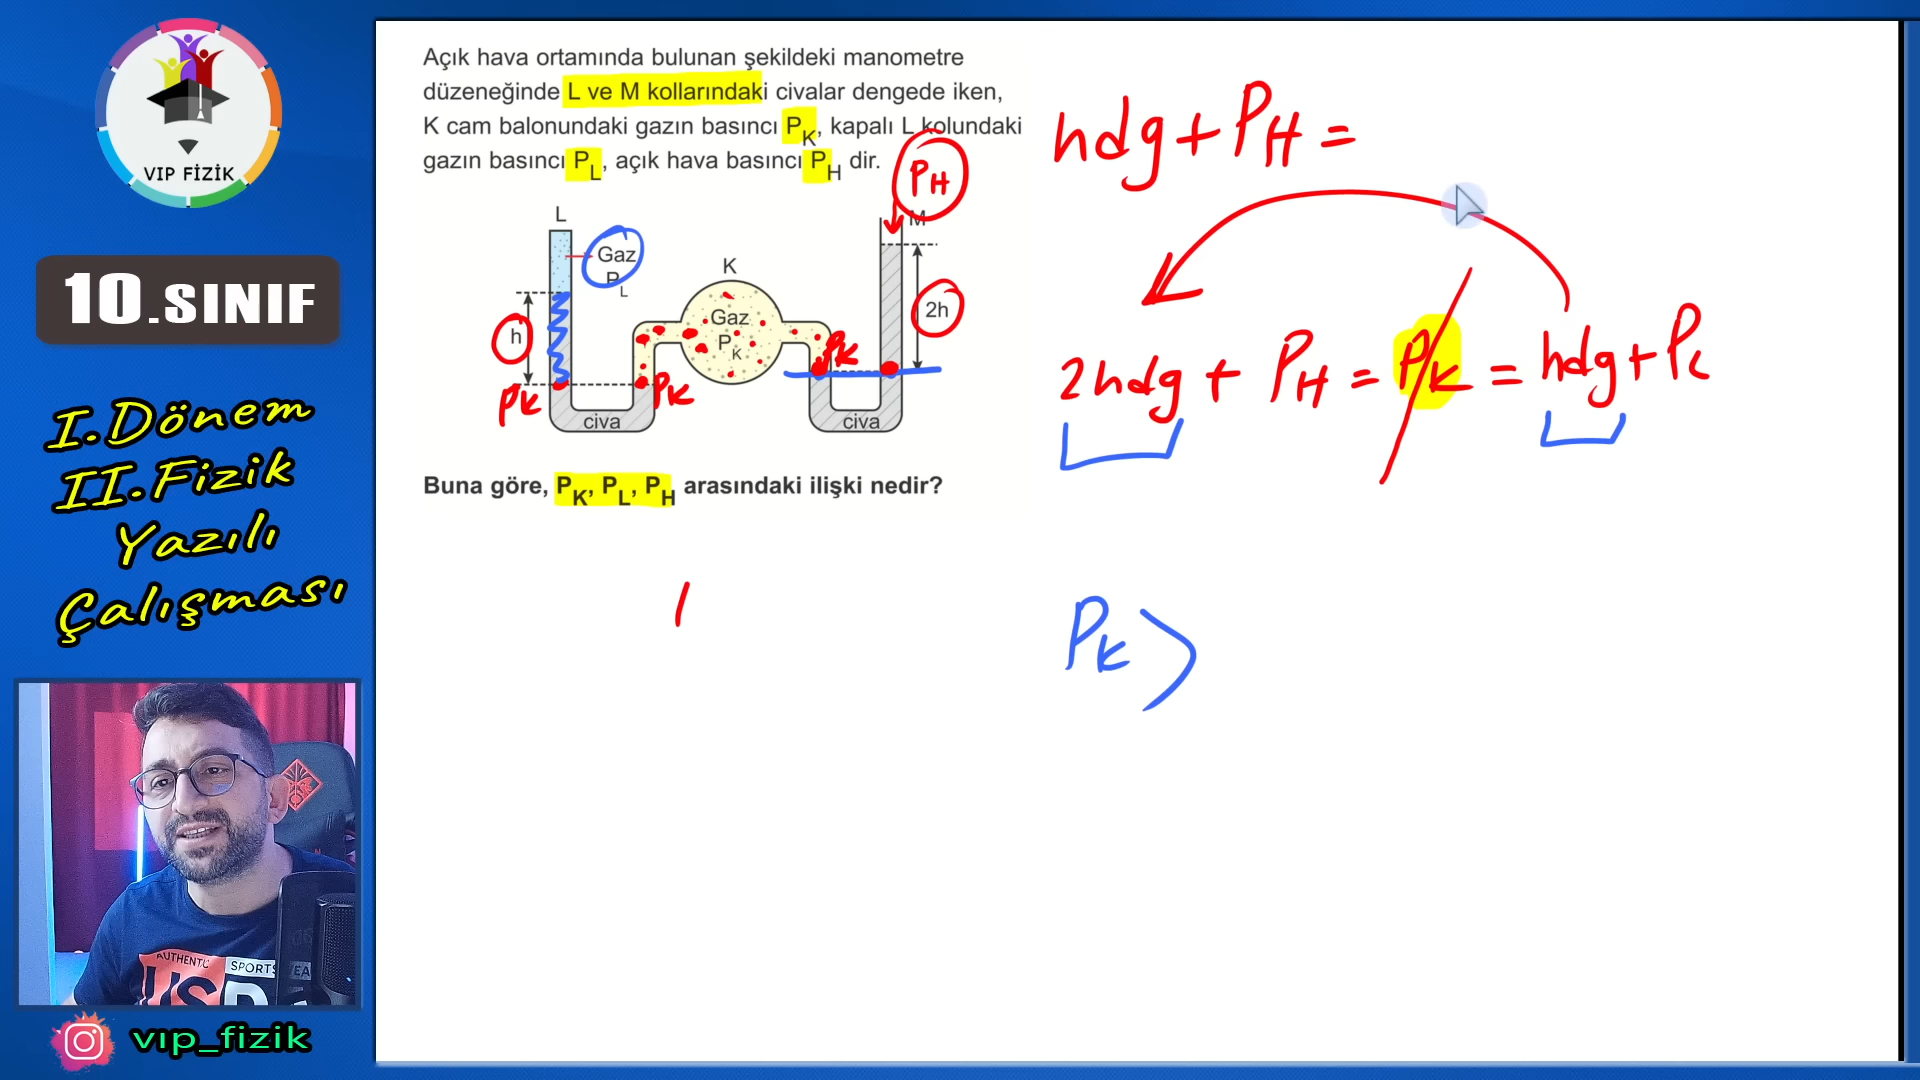 VIP FİZİK
10.SINIF
I.Dönem
II.Fizik
Yazılı
Çalışması
vıp_fizik
Açık hava ortamında bulunan şekildeki manometre
düzeneğinde L ve M kollarındaki civalar dengede iken,
K cam balonundaki gazın basıncı PK, kapalı L kolundaki
gazın basıncı PL, açık hava basıncı PH dir.
PH
L
M
Gaz
PL
K
Gaz
PK
h
2h
PK
PK
PK
civa
civa
Buna göre, PK, PL, PH arasındaki ilişki nedir?
hdg + PH =
2hdg + PH = PK = hdg + PL
PK >
AUTHENTIC
SPORTS